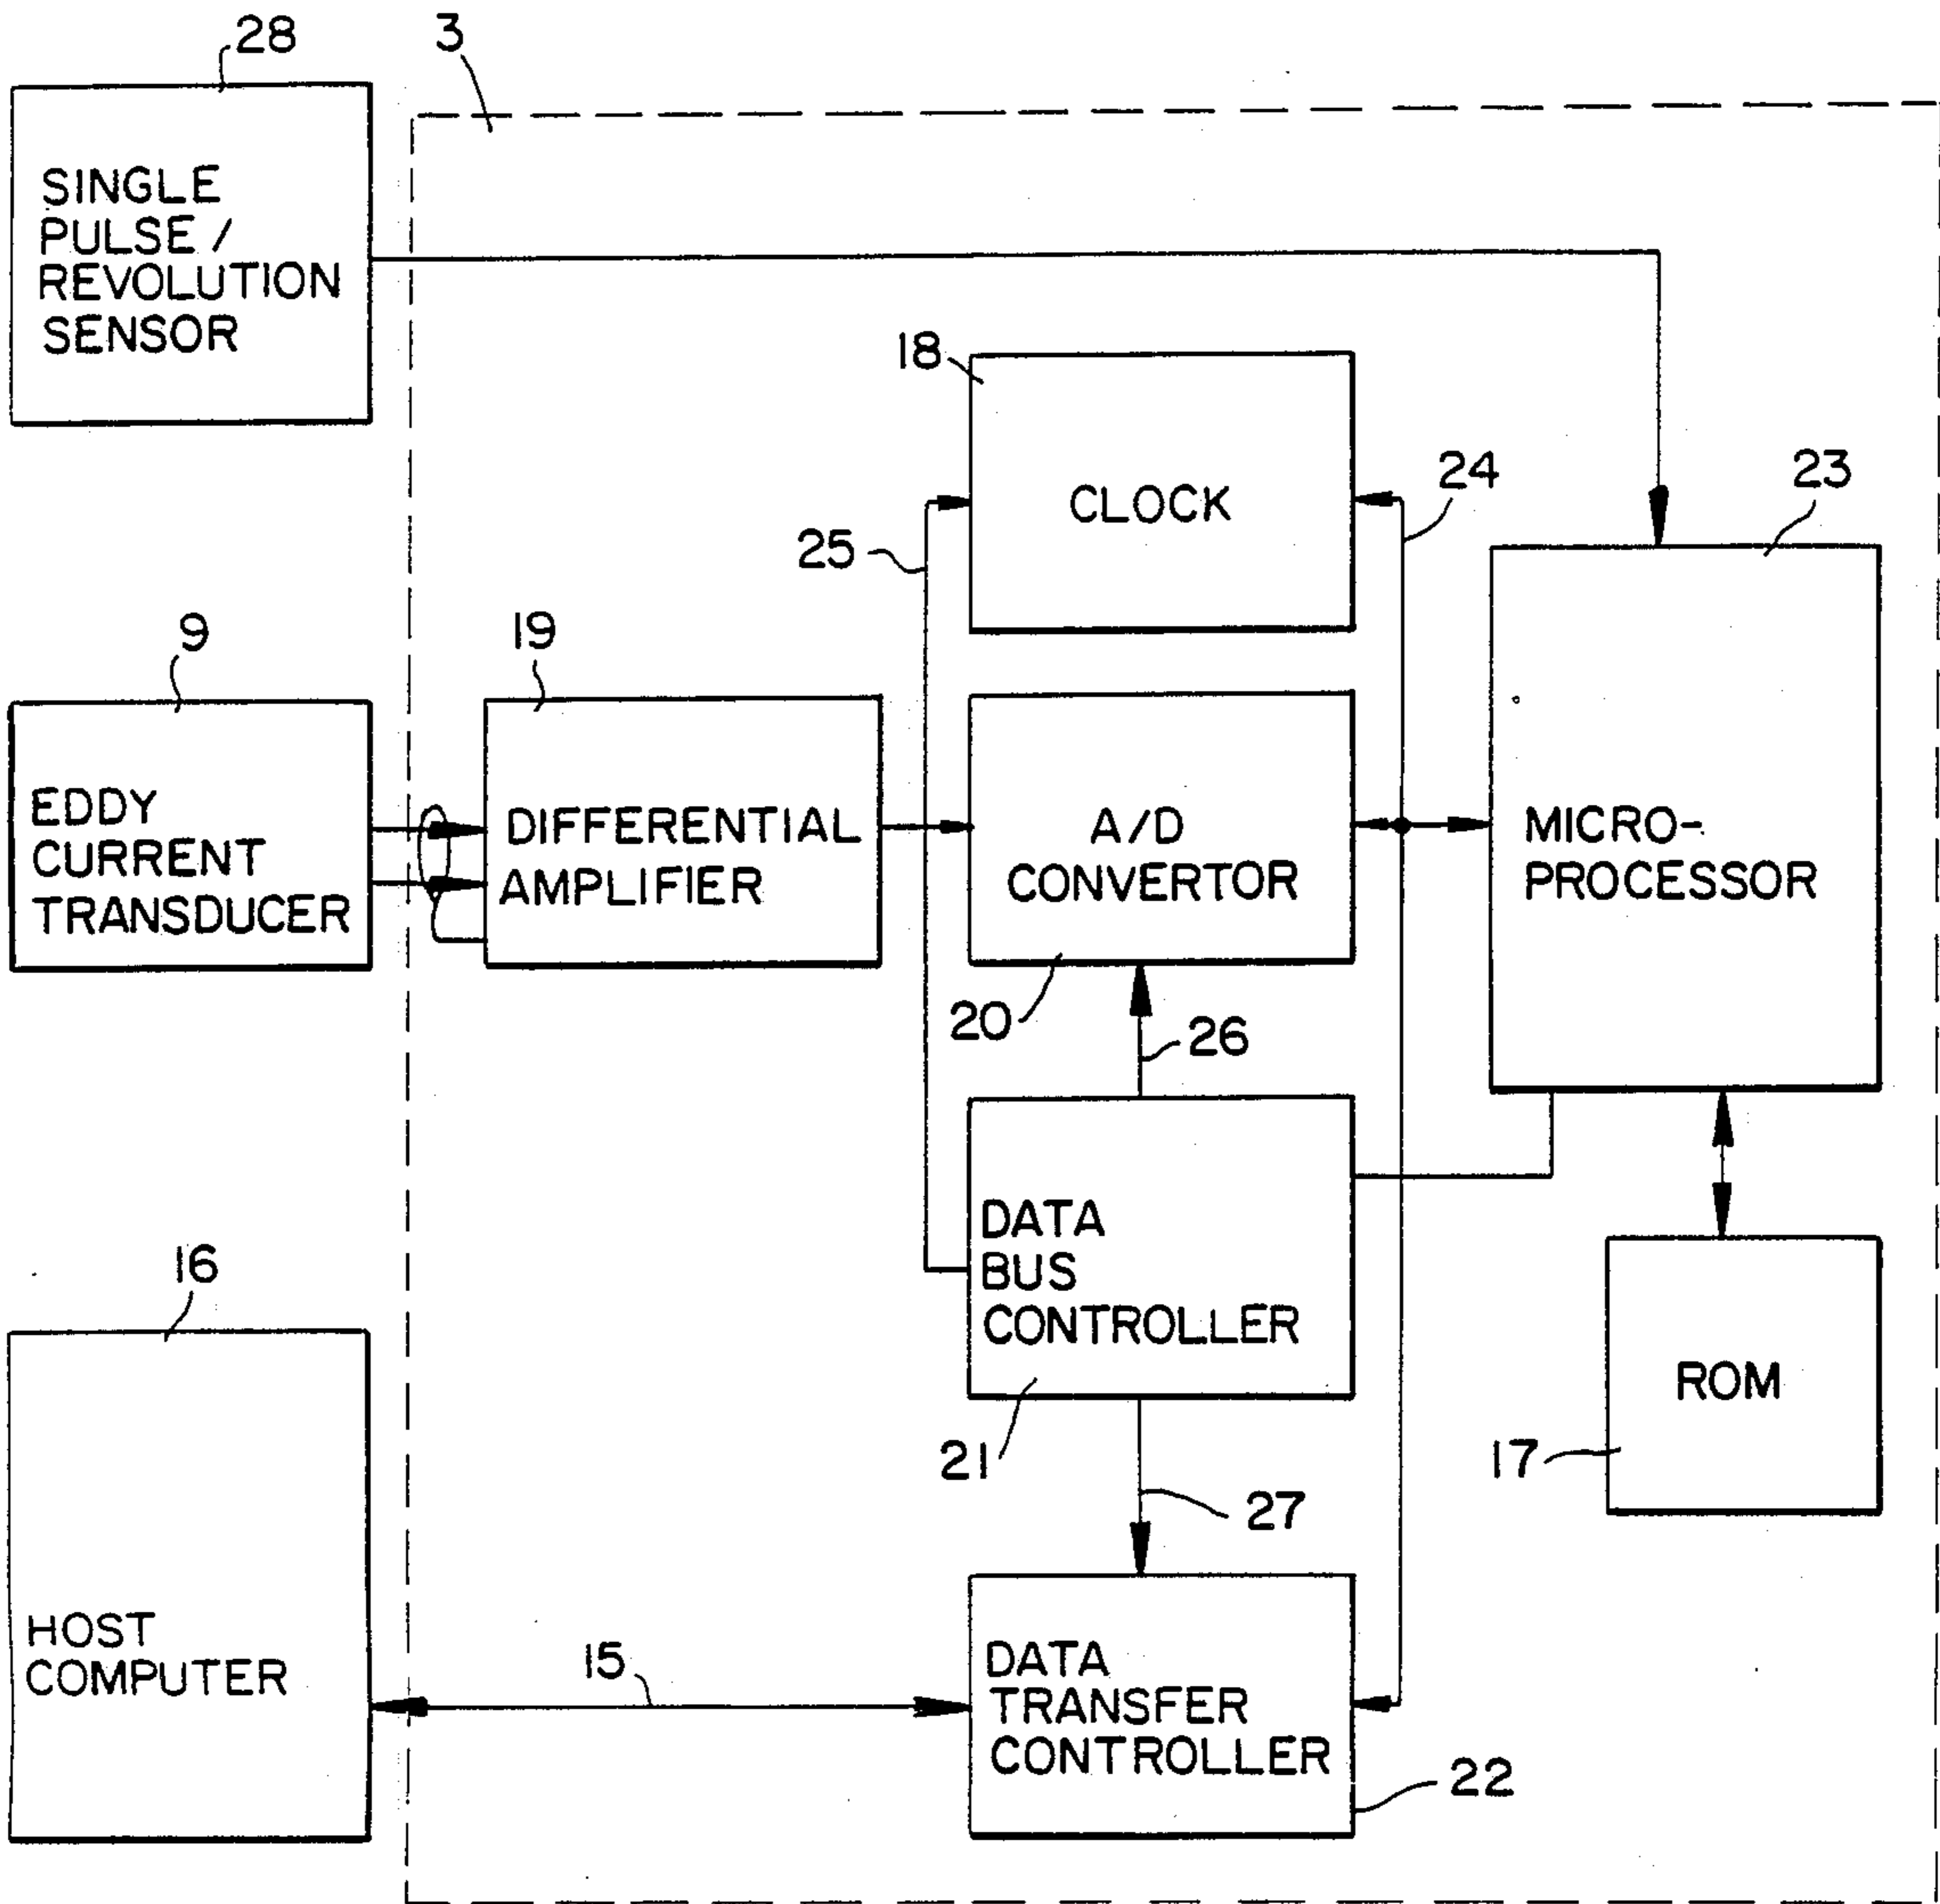 28
3
SINGLE
PULSE /
REVOLUTION
SENSOR
18
CLOCK
24
23
25
9
19
EDDY
CURRENT
TRANSDUCER
DIFFERENTIAL
AMPLIFIER
A/D
CONVERTOR
MICRO-
PROCESSOR
20
26
DATA
BUS
CONTROLLER
21
16
ROM
17
27
HOST
COMPUTER
15
DATA
TRANSFER
CONTROLLER
22